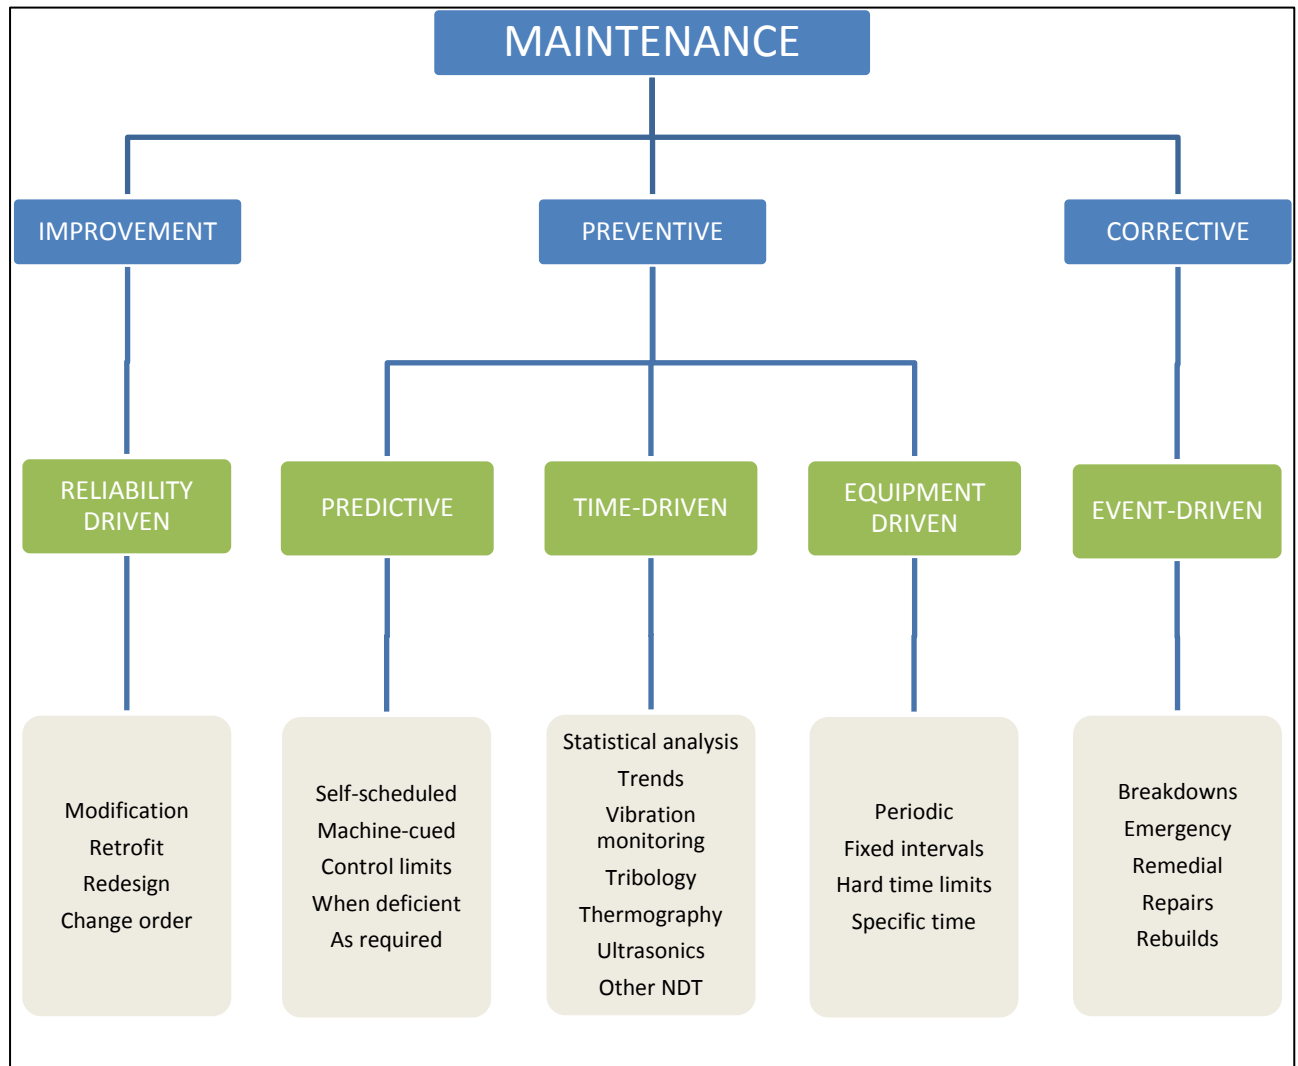 MAINTENANCE
IMPROVEMENT
PREVENTIVE
CORRECTIVE
RELIABILITY
DRIVEN
PREDICTIVE
TIME-DRIVEN
EQUIPMENT
DRIVEN
EVENT-DRIVEN
Modification
Retrofit
Redesign
Change order
Self-scheduled
Machine-cued
Control limits
When deficient
As required
Statistical analysis
Trends
Vibration
monitoring
Tribology
Thermography
Ultrasonics
Other NDT
Periodic
Fixed intervals
Hard time limits
Specific time
Breakdowns
Emergency
Remedial
Repairs
Rebuilds